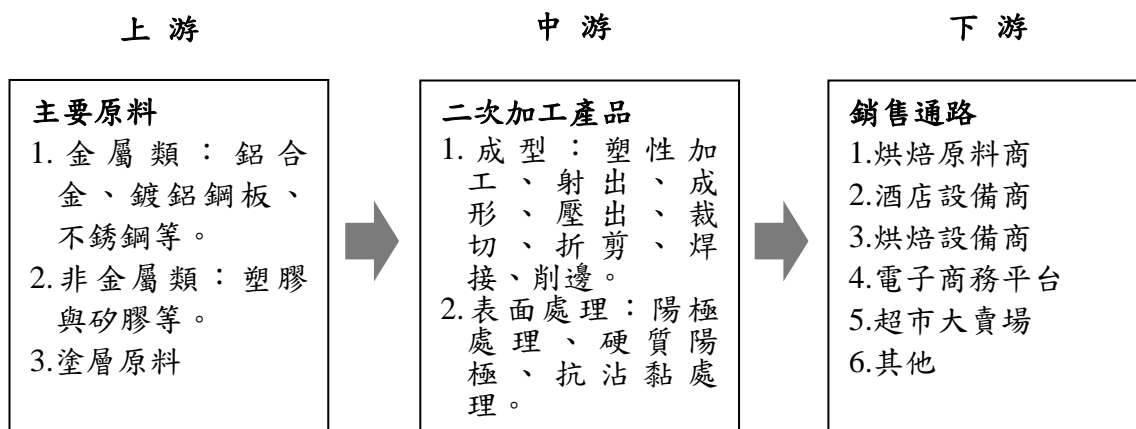 上游
中游
下游
主要原料
1. 金屬類：鋁合
金、鍍鋁鋼板、
不銹鋼等。
2. 非金屬類：塑膠
與矽膠等。
3.塗層原料
二次加工產品
1. 成型：塑性加
工、射出、成
形、壓出、裁
切、折剪、焊
接、削邊。
2. 表面處理：陽極
處理、硬質陽
極、抗沾黏處
理。
銷售通路
1.烘焙原料商
2.酒店設備商
3.烘焙設備商
4.電子商務平台
5.超市大賣場
6.其他